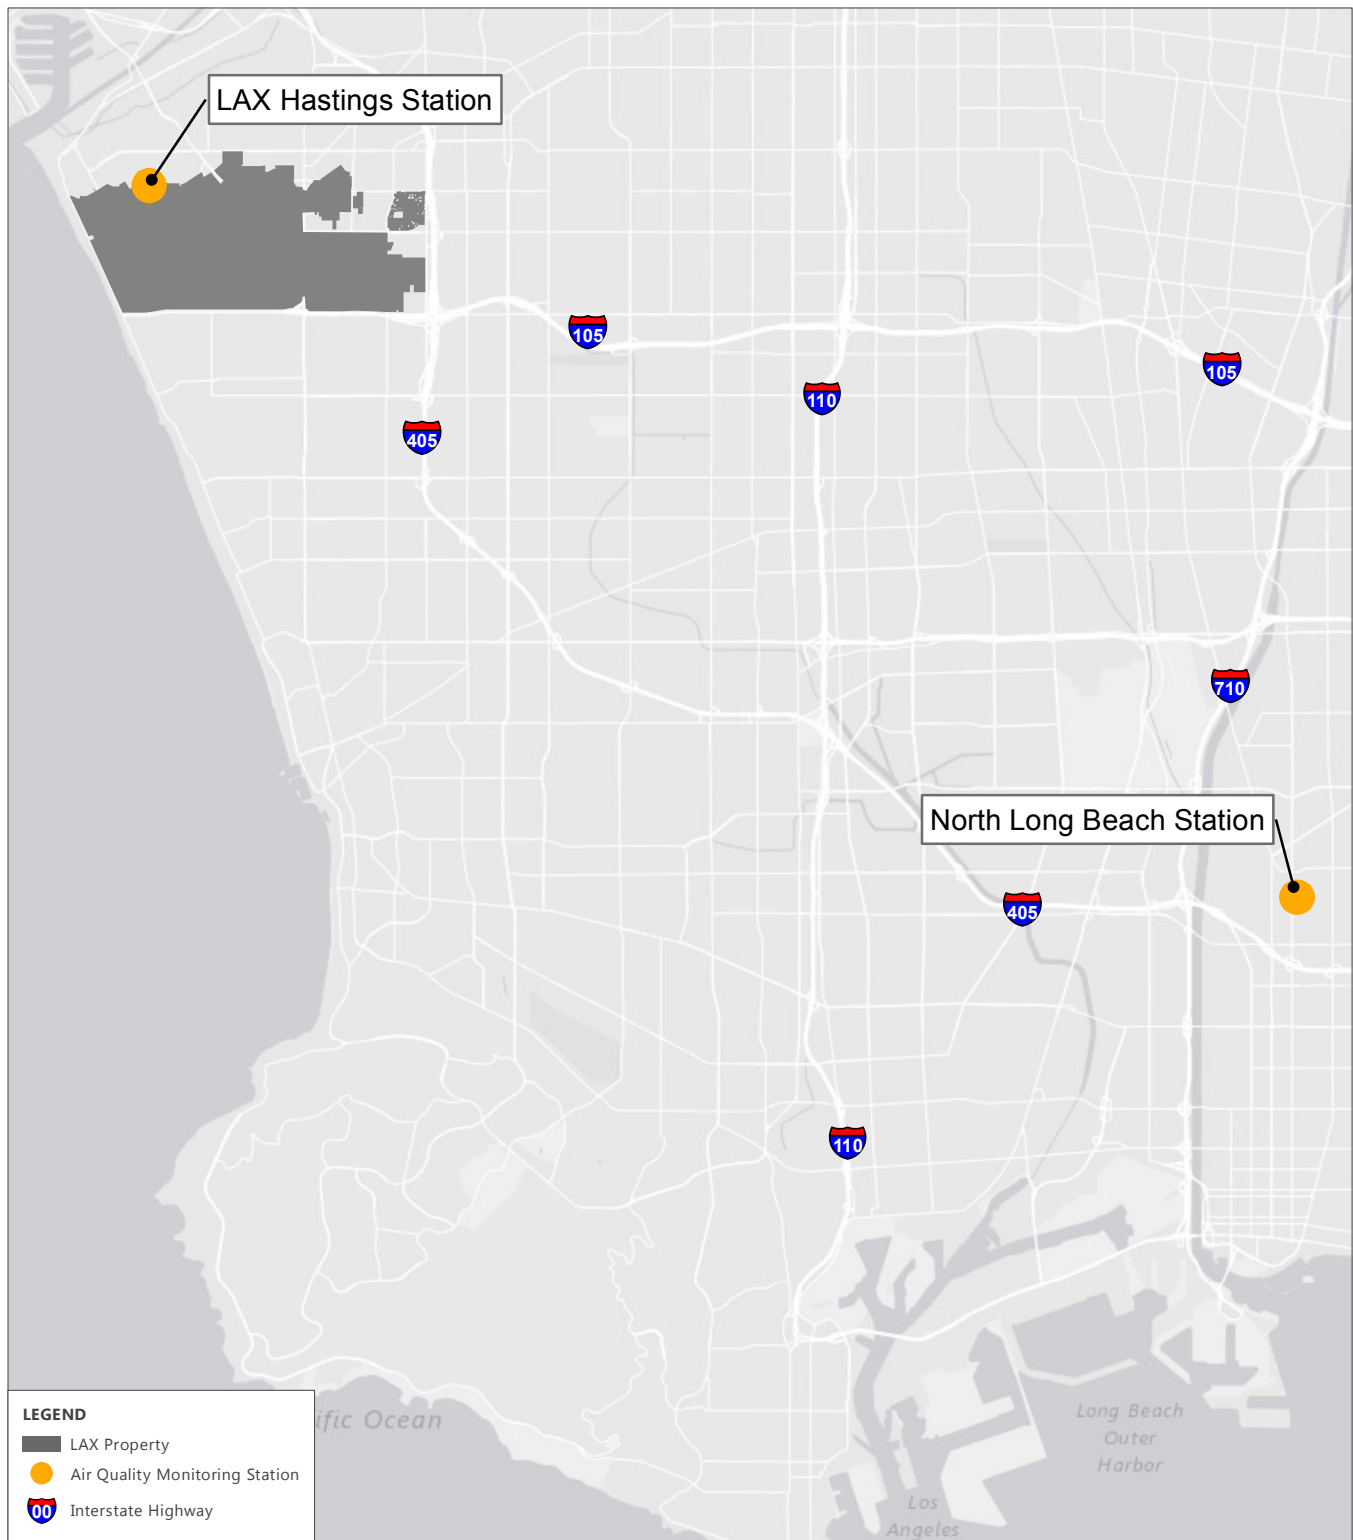 LAX Hastings Station
105
105
110
405
710
North Long Beach Station
405
110
ific Ocean
Long Beach
Outer
Harbor
Los
Angeles
LEGEND
LAX Property
Air Quality Monitoring Station
00 Interstate Highway